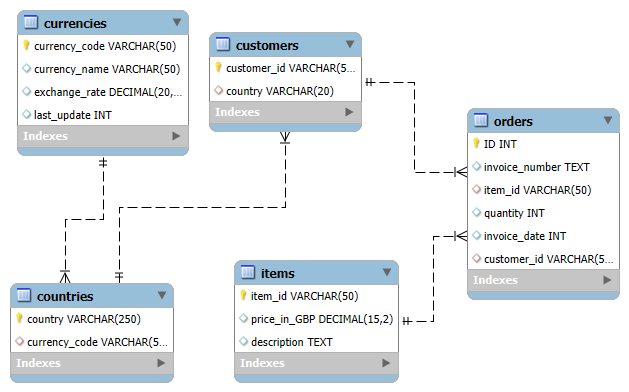 currencies
currency_code VARCHAR(50)
currency_name VARCHAR(50)
exchange_rate DECIMAL(20,...
last_update INT
Indexes
customers
customer_id VARCHAR(5...
country VARCHAR(20)
Indexes
orders
ID INT
invoice_number TEXT
item_id VARCHAR(50)
quantity INT
invoice_date INT
customer_id VARCHAR(5...
Indexes
countries
country VARCHAR(250)
currency_code VARCHAR(5...
Indexes
items
item_id VARCHAR(50)
price_in_GBP DECIMAL(15,2)
description TEXT
Indexes